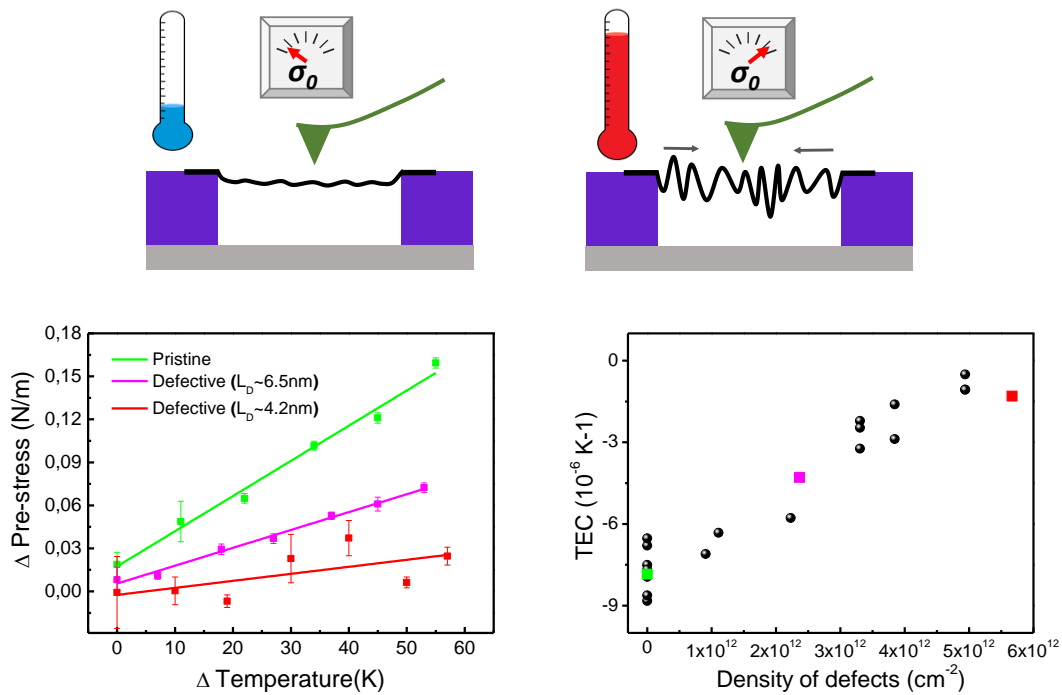 σ₀
σ₀
0,18
0,15
0,12
0,09
0,06
0,03
0,00
Δ Pre-stress (N/m)
Pristine
Defective (L_D~6.5nm)
Defective (L_D~4.2nm)
0 10 20 30 40 50 60
Δ Temperature(K)
0
-3
-6
-9
TEC (10⁻⁶ K-1)
0 1x10¹² 2x10¹² 3x10¹² 4x10¹² 5x10¹² 6x10¹²
Density of defects (cm⁻²)